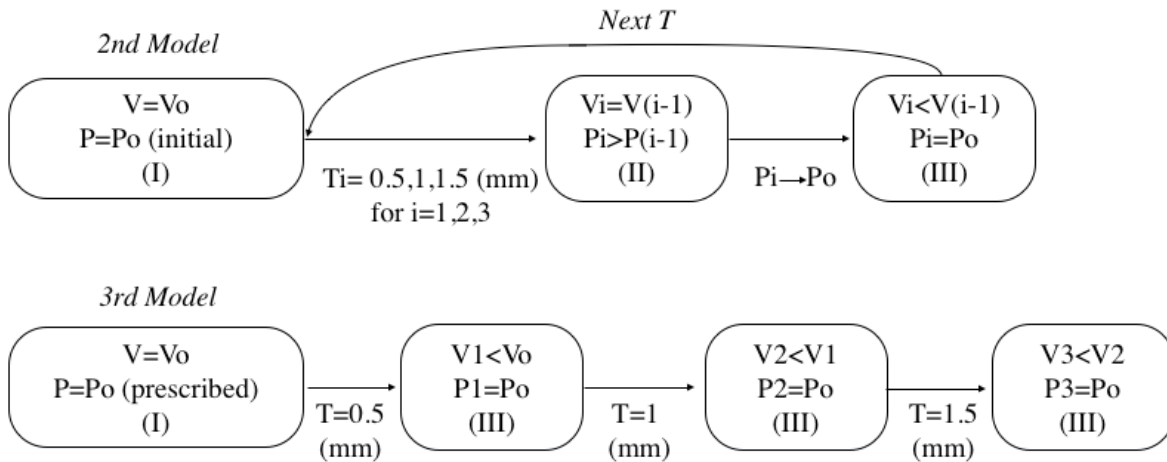 Next T
2nd Model
V=Vo
P=Po (initial)
(I)
Ti= 0.5,1,1.5 (mm)
for i=1,2,3
Vi=V(i-1)
Pi>P(i-1)
(II)
Pi→Po
Vi<V(i-1)
Pi=Po
(III)
3rd Model
V=Vo
P=Po (prescribed)
(I)
T=0.5
(mm)
V1<Vo
P1=Po
(III)
T=1
(mm)
V2<V1
P2=Po
(III)
T=1.5
(mm)
V3<V2
P3=Po
(III)